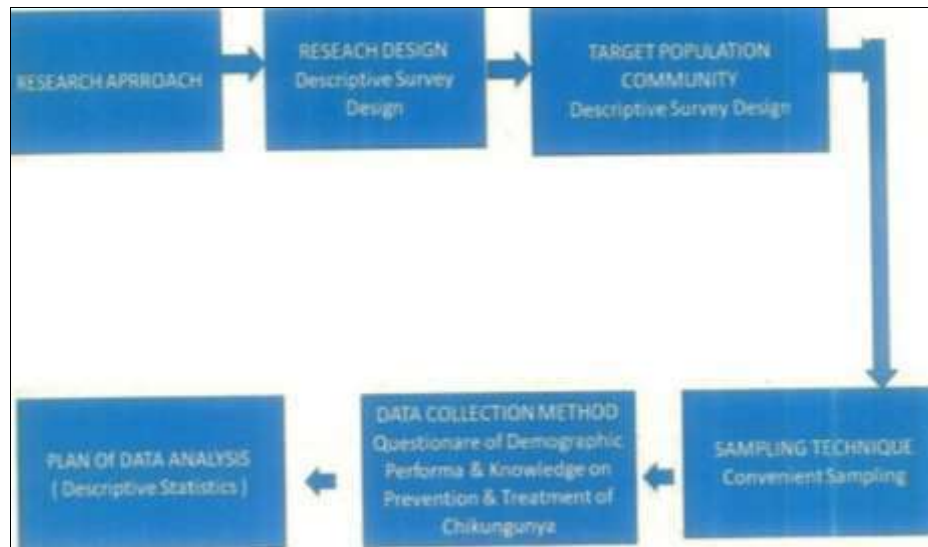 RESEARCH APRROACH
RESEACH DESIGN
Descriptive Survey
Design
TARGET POPULATION
COMMUNITY
Descriptive Survey Design
SAMPLING TECHNIQUE
Convenient Sampling
DATA COLLECTION METHOD
Questionare of Demographic
Performa & Knowledge on
Prevention & Treatment of
Chikungunya
PLAN Of DATA ANALYSIS
( Descriptive Statistics )